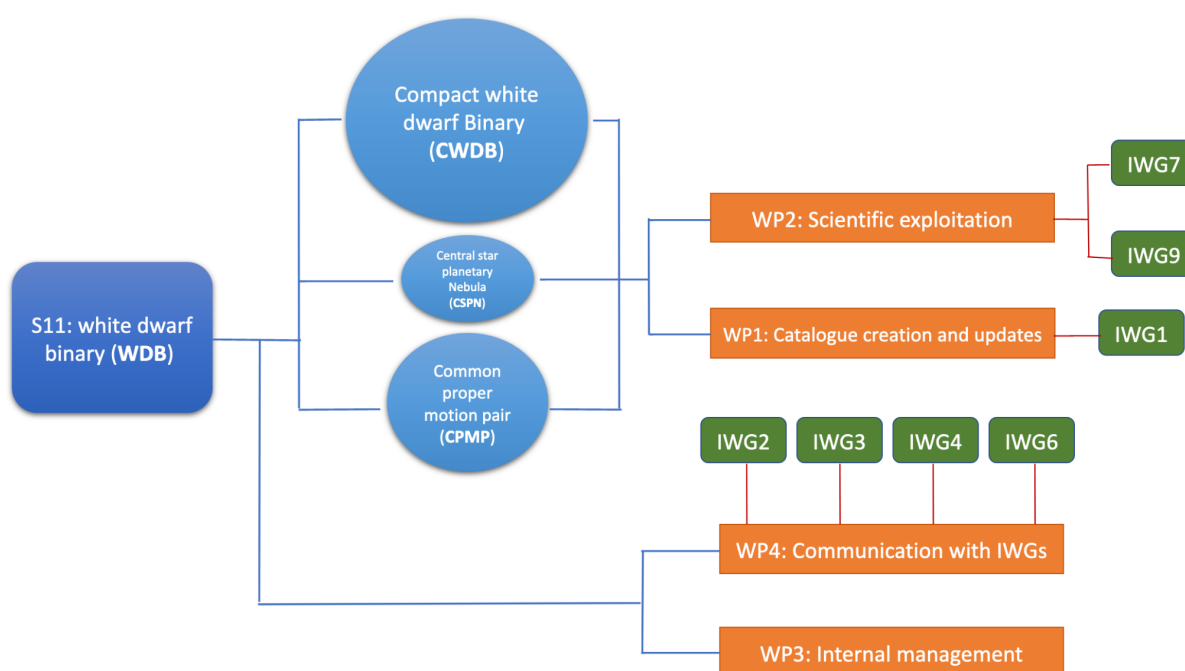 S11: white dwarf
binary (WDB)
Compact white
dwarf Binary
(CWDB)
Central star
planetary
Nebula
(CSPN)
Common
proper
motion pair
(CPMP)
WP2: Scientific exploitation
IWG7
IWG9
WP1: Catalogue creation and updates
IWG1
IWG2
IWG3
IWG4
IWG6
WP4: Communication with IWGs
WP3: Internal management